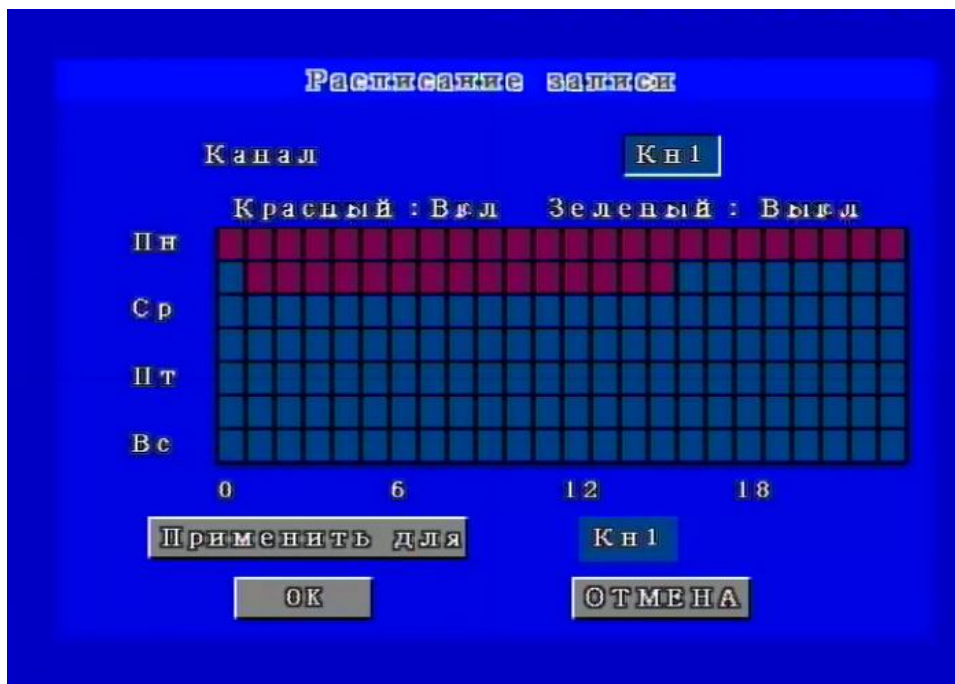 Расписание записи
Канал Кн1
Красный : Вкл Зеленый : Выкл
Пн
Ср
Пт
Вс
0 6 12 18
Применить для Кн1
ОК ОТМЕНА